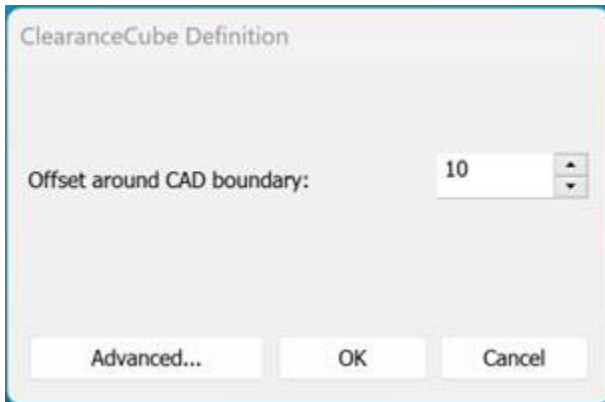 ClearanceCube Definition
Offset around CAD boundary: 10
Advanced... OK Cancel